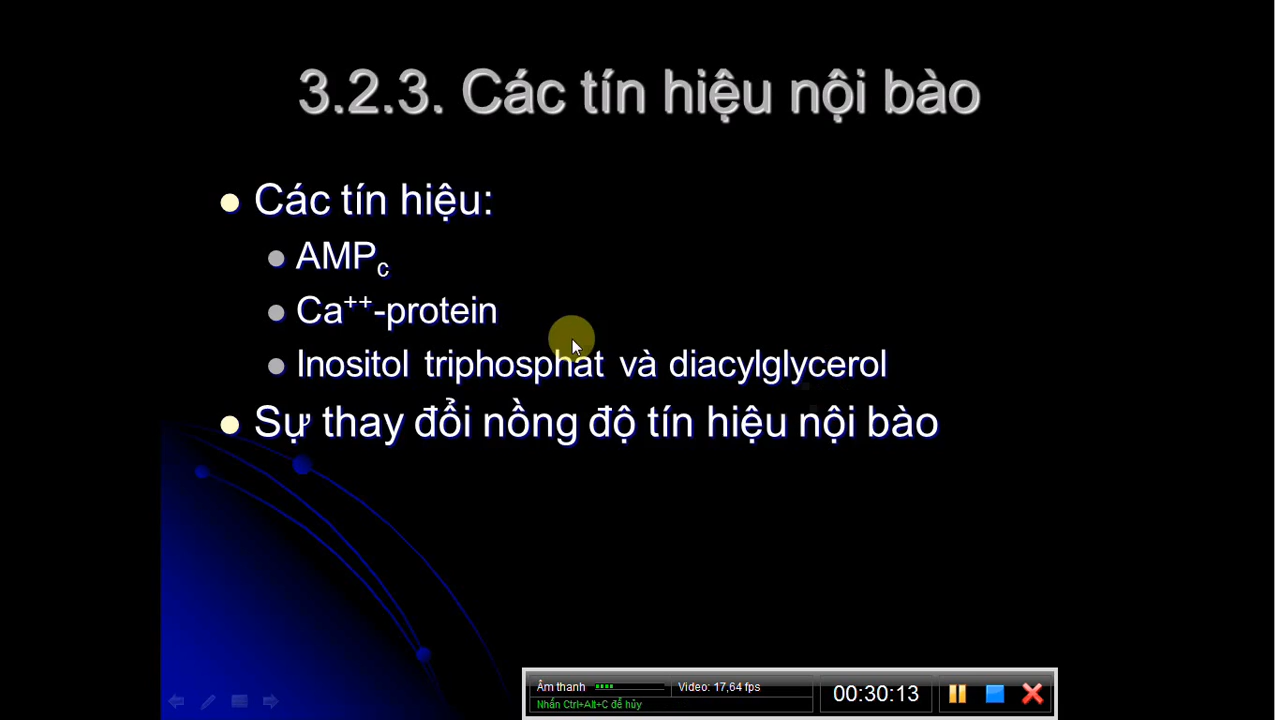 3.2.3. Các tín hiệu nội bào
Các tín hiệu:
AMPc
Ca++-protein
Inositol triphosphat và diacylglycerol
Sự thay đổi nồng độ tín hiệu nội bào
Âm thanh
Video: 17,64 fps
00:30:13
Nhấn Ctrl+Alt+C để hủy